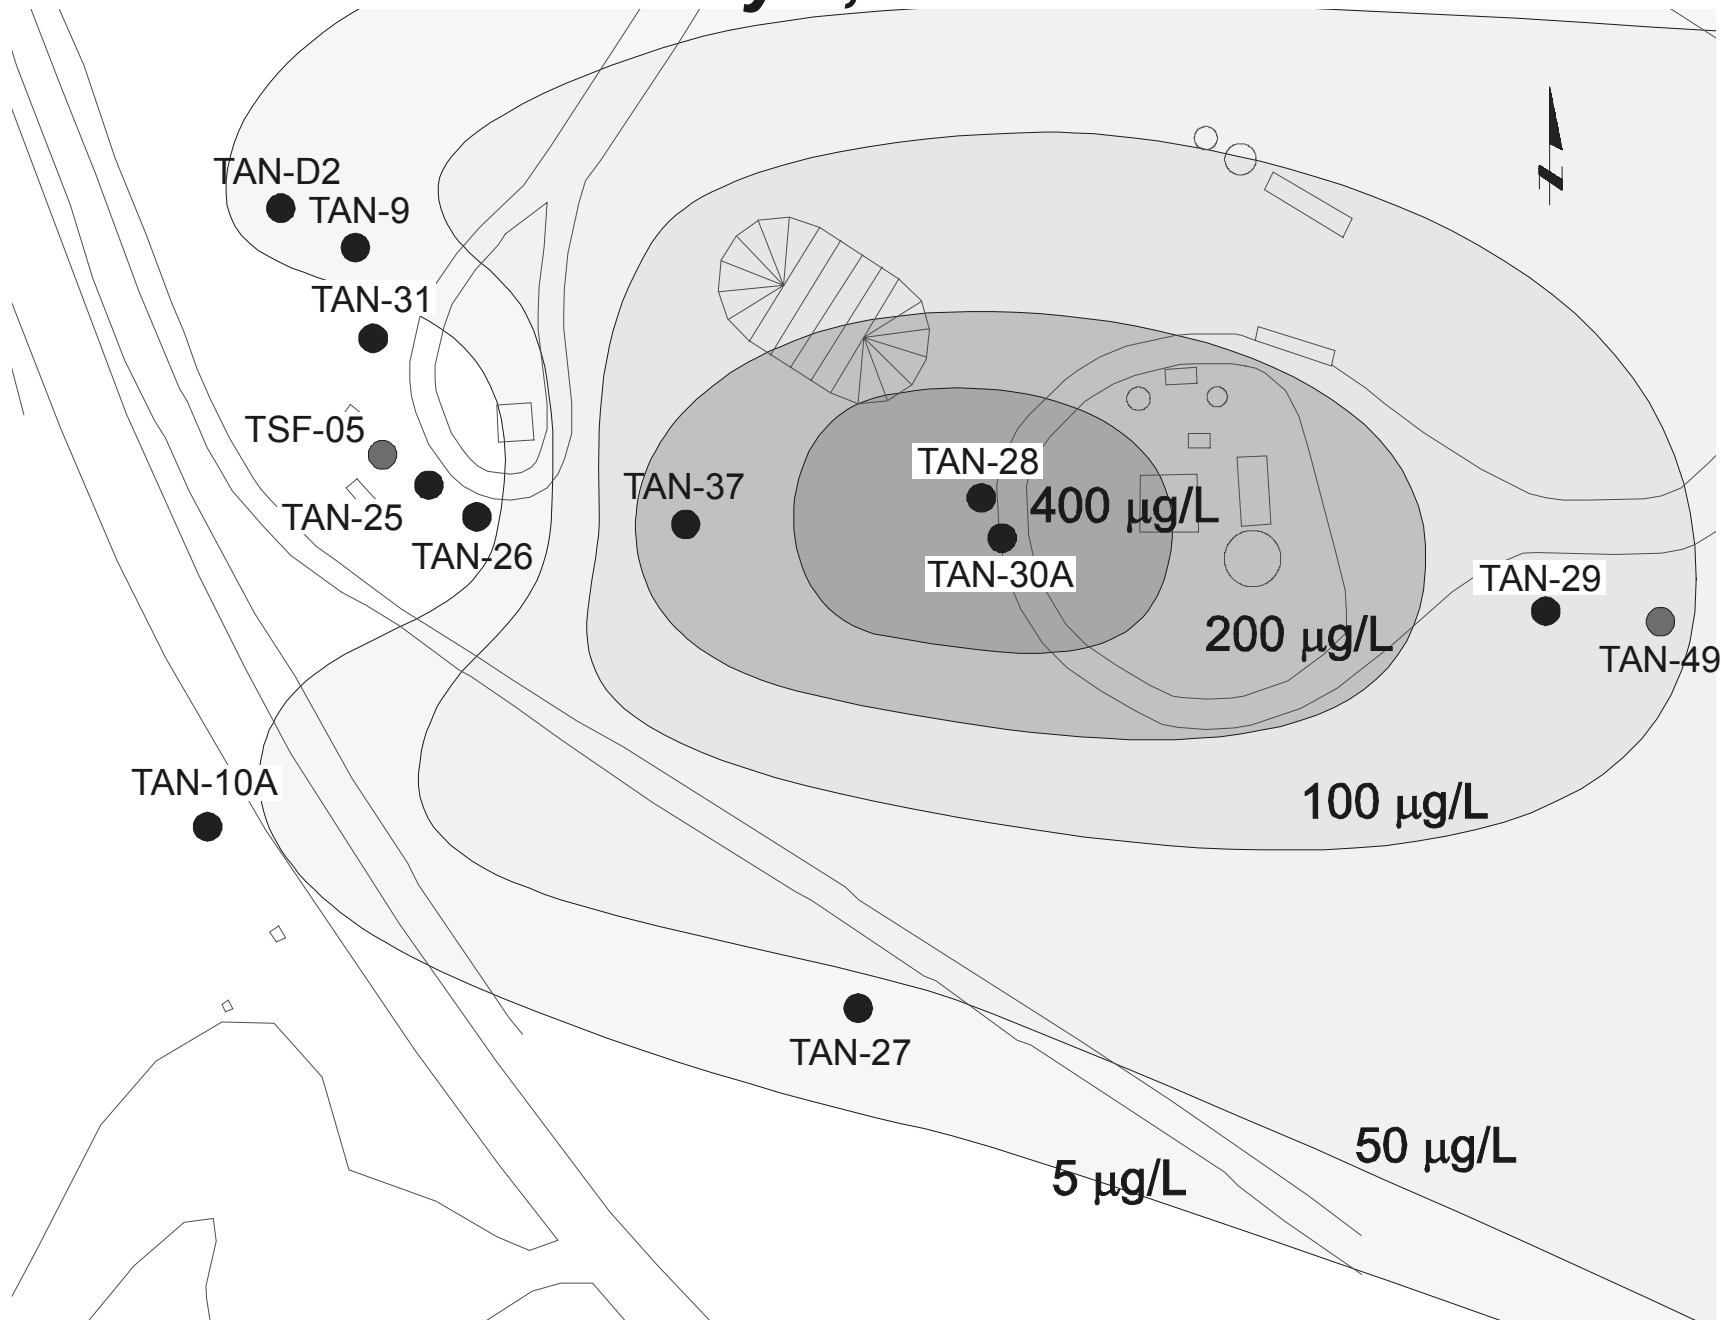 TAN-D2
TAN-9
TAN-31
TSF-05
TAN-28
TAN-37
400 µg/L
TAN-25
TAN-26
TAN-30A
TAN-29
200 µg/L
TAN-49
TAN-10A
100 µg/L
TAN-27
50 µg/L
5 µg/L